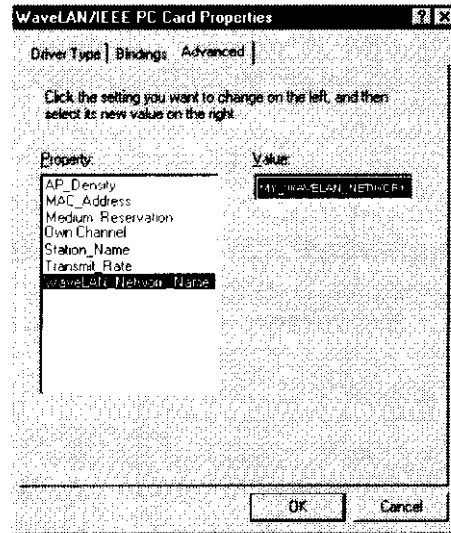 WaveLAN/IEEE PC Card Properties
Driver Type Bindings Advanced
Click the setting you want to change on the left, and then
select its new value on the right.
Property: Value:
AP_Density MY_WAVELAN_NETWORK
MAC_Address
Medium_Reservation
Own Channel
Station_Name
Transmit_Rate
WaveLAN_Network_Name
OK Cancel